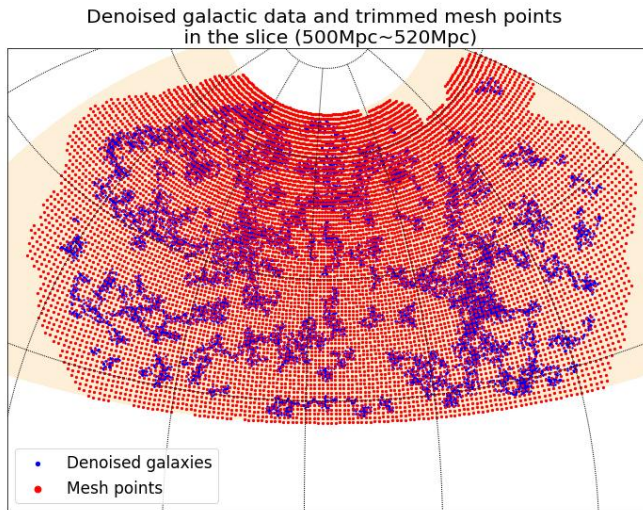 Denoised galactic data and trimmed mesh points
in the slice (500Mpc~520Mpc)
Denoised galaxies
Mesh points